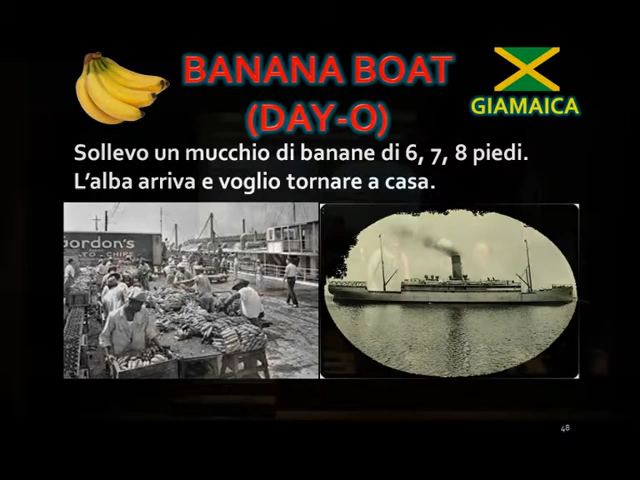 BANANA BOAT
(DAY-O)
GIAMAICA
Sollevo un mucchio di banane di 6, 7, 8 piedi.
L'alba arriva e voglio tornare a casa.
Gordon's
48